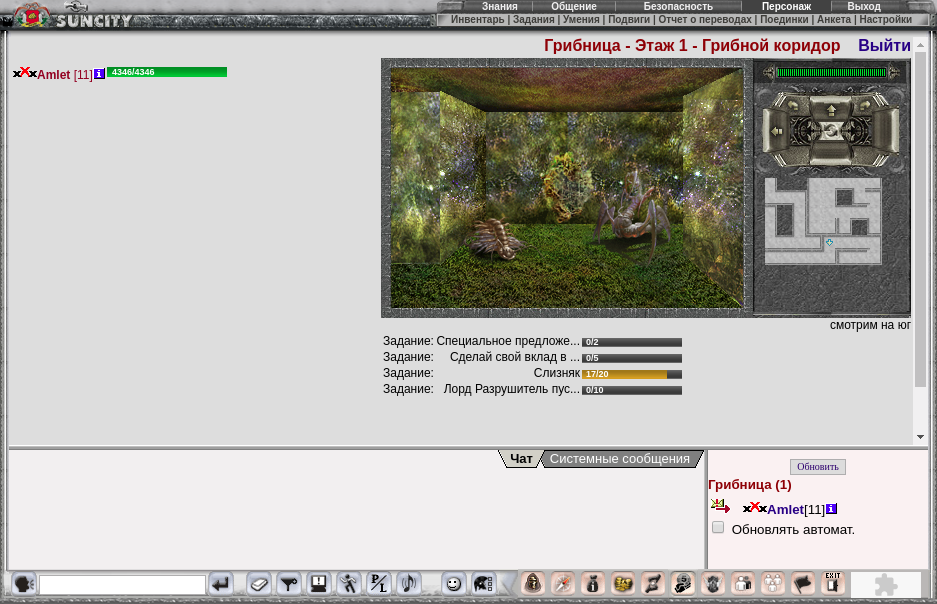 SUNCITY
Знания Общение Безопасность Персонаж Выход
Инвентарь | Задания | Умения | Подвиги | Отчет о переводах | Поединки | Анкета | Настройки
Грибница - Этаж 1 - Грибной коридор Выйти
Amlet [11] 4346/4346
смотрим на юг
Задание: Специальное предложе... 0/2
Задание: Сделай свой вклад в ... 0/5
Задание: Слизняк 17/20
Задание: Лорд Разрушитель пус... 0/10
Чат Системные сообщения
Обновить
Грибница (1)
Amlet[11]
Обновлять автомат.
P/L EXIT